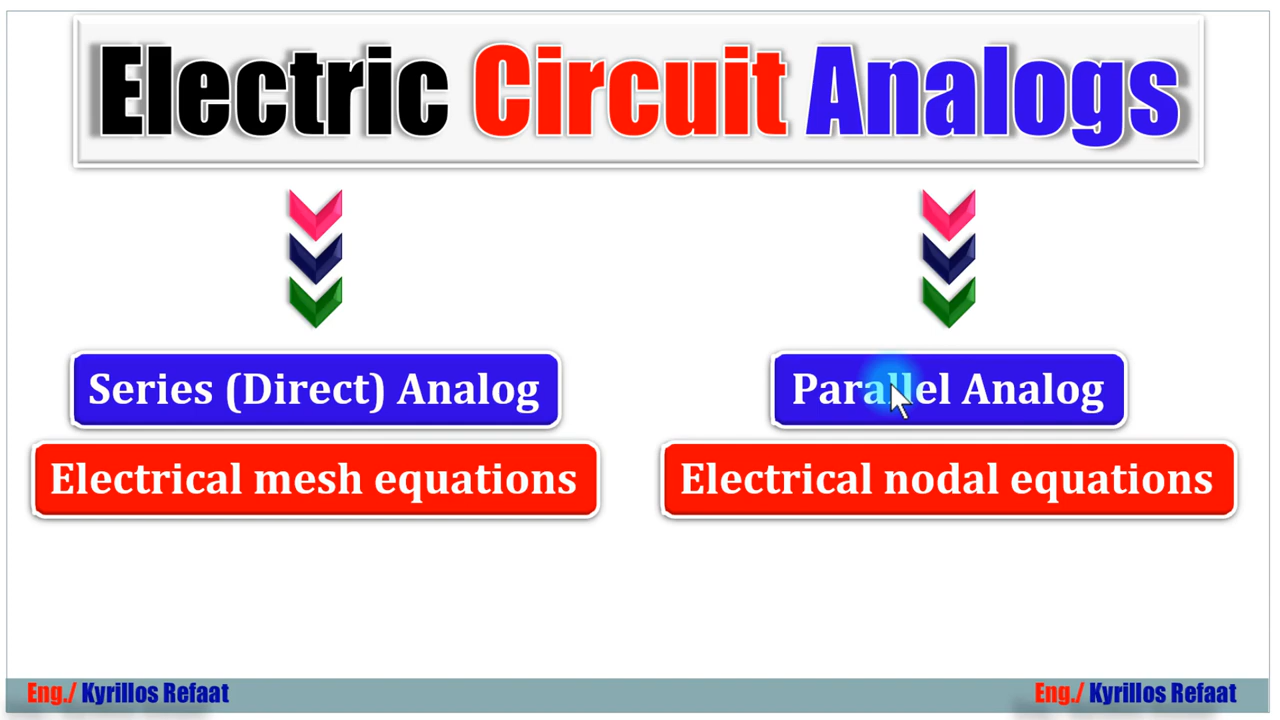 Electric Circuit Analogs
Series (Direct) Analog
Electrical mesh equations
Parallel Analog
Electrical nodal equations
Eng./ Kyrillos Refaat
Eng./ Kyrillos Refaat